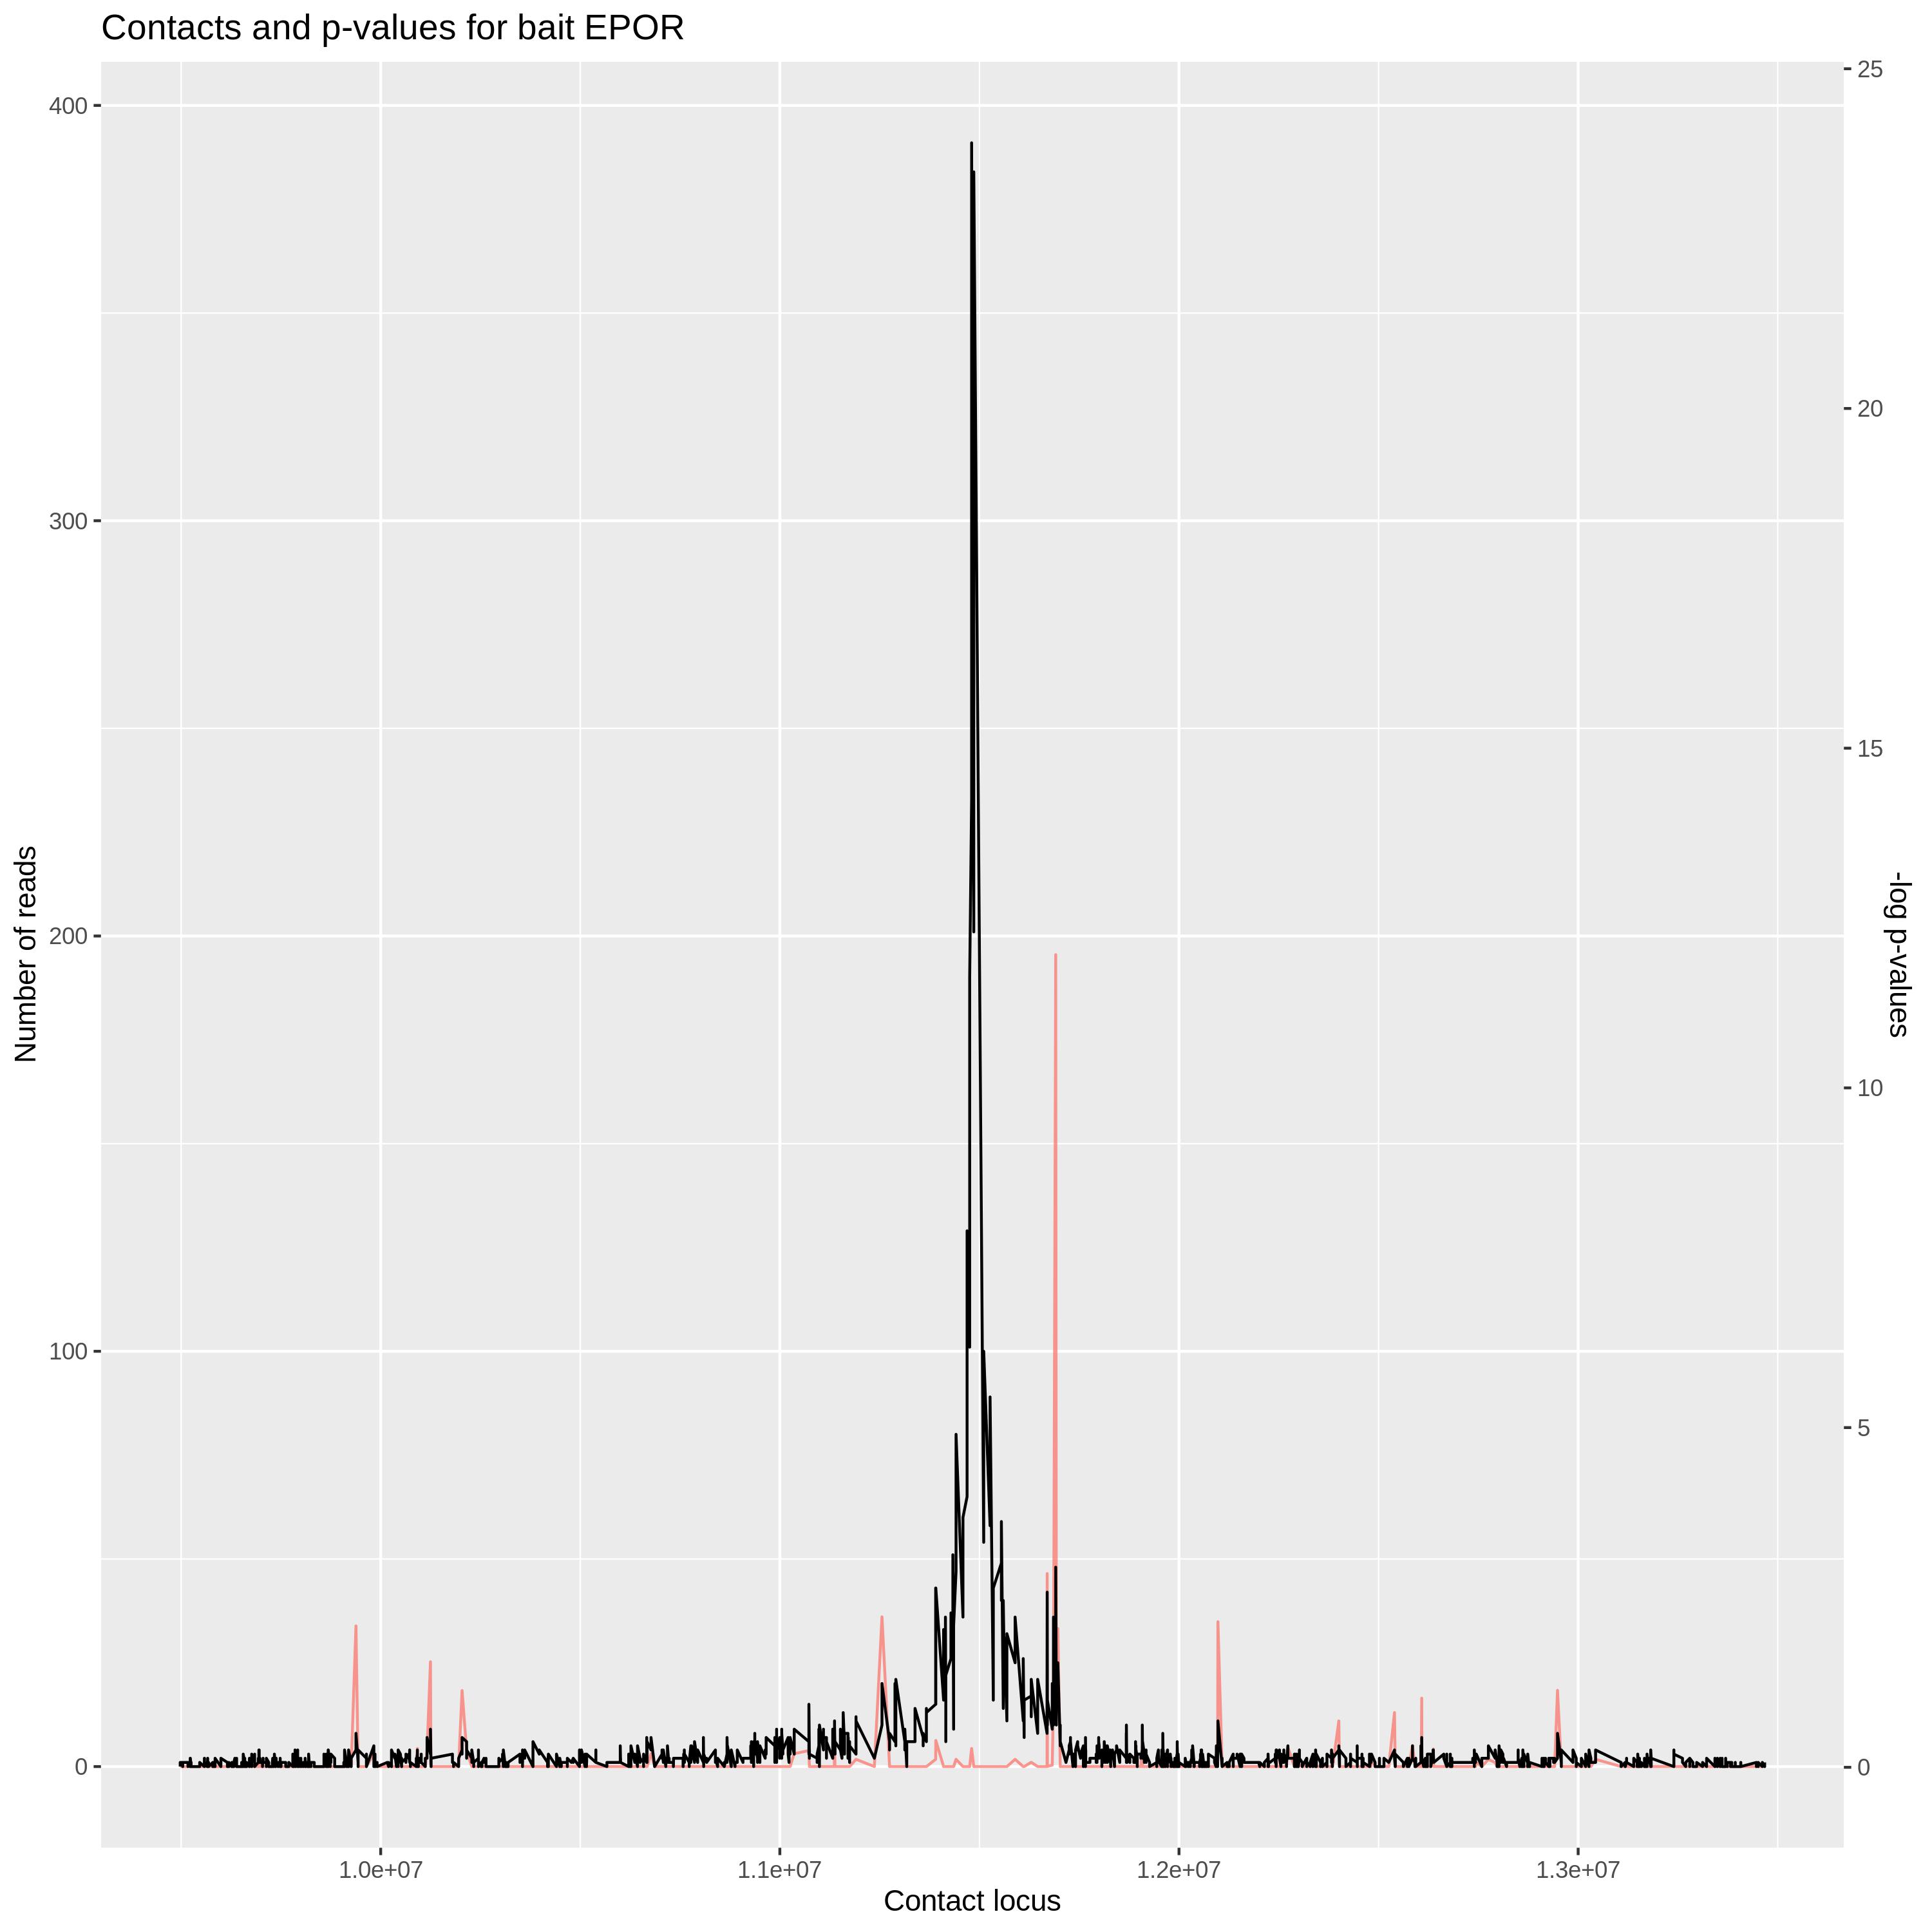 Contacts and p-values for bait EPOR
400
300
200
100
0
Number of reads
25
20
15
10
5
0
-log p-values
1.0e+07 1.1e+07 1.2e+07 1.3e+07
Contact locus